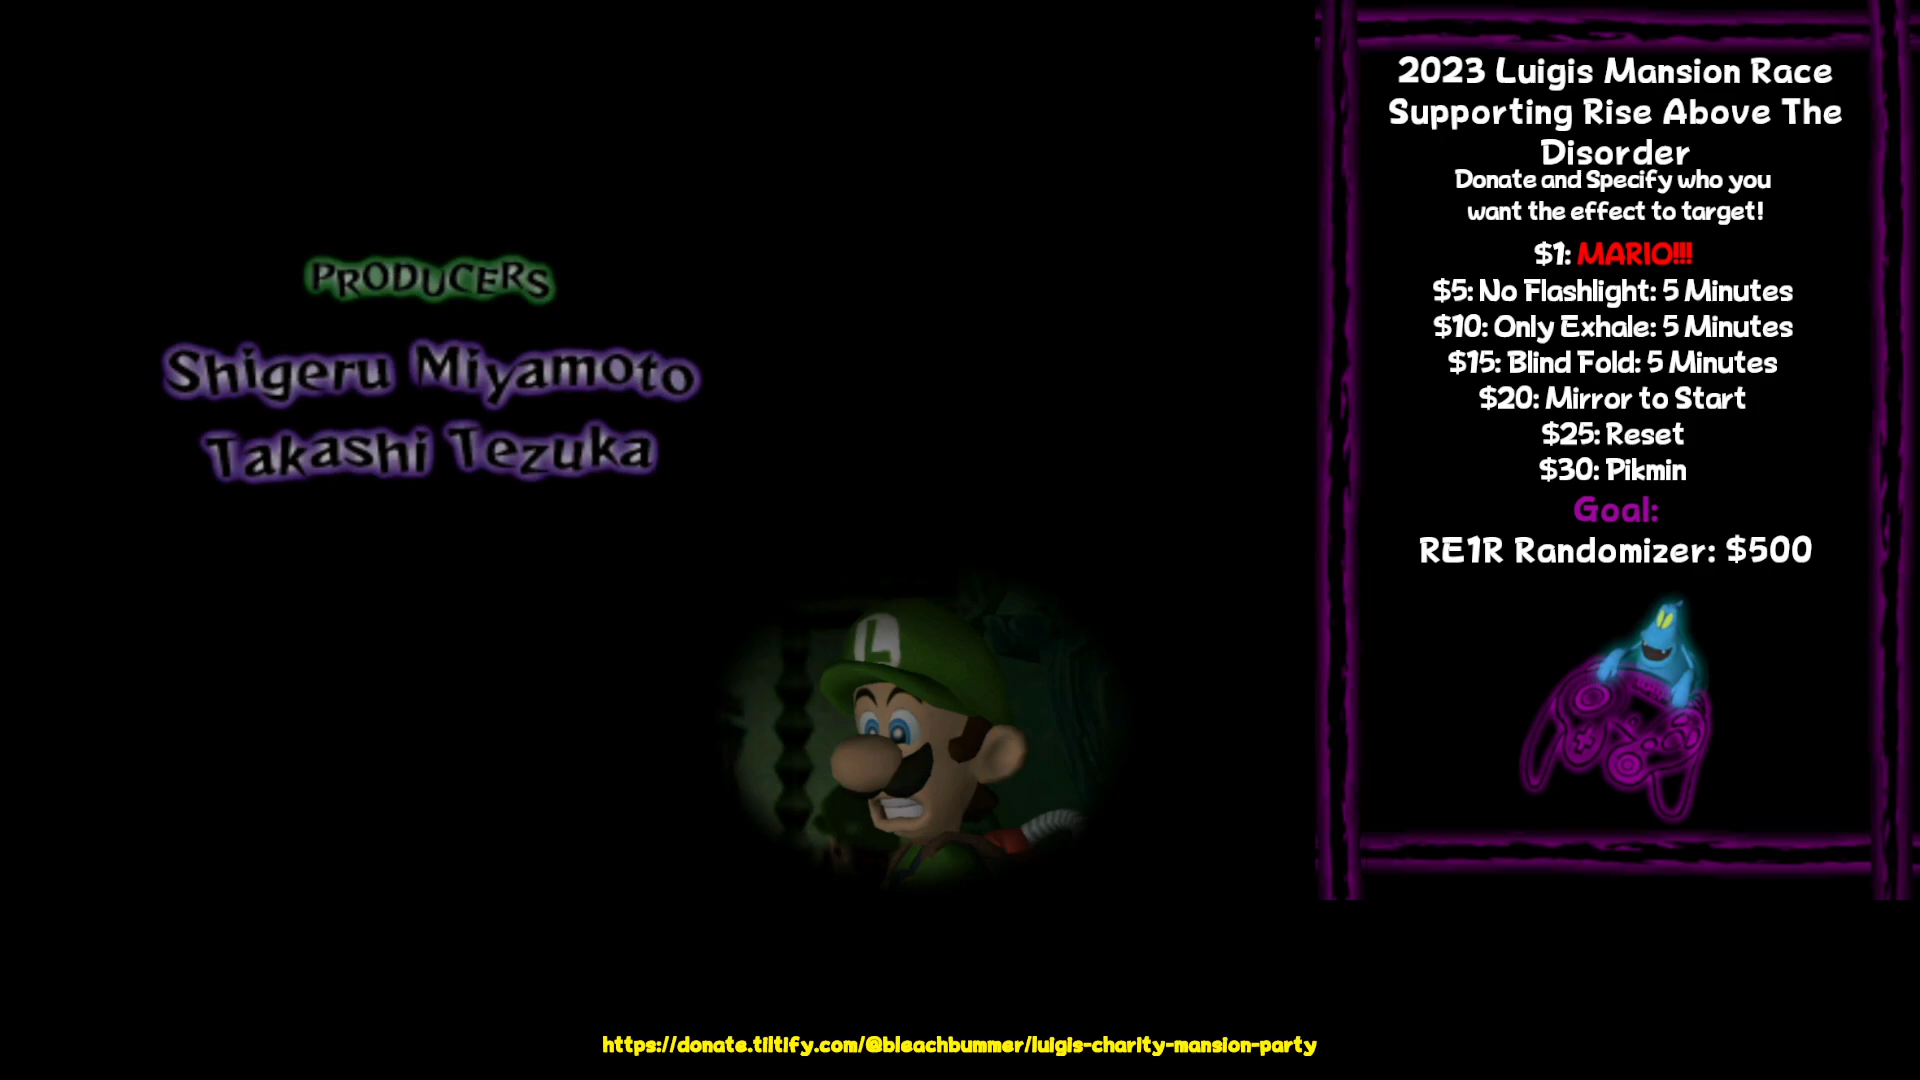 PRODUCERS
Shigeru Miyamoto
Takashi Tezuka
2023 Luigis Mansion Race
Supporting Rise Above The
Disorder
Donate and Specify who you
want the effect to target!
$1: MARIO!!!
$5: No Flashlight: 5 Minutes
$10: Only Exhale: 5 Minutes
$15: Blind Fold: 5 Minutes
$20: Mirror to Start
$25: Reset
$30: Pikmin
Goal:
RE1R Randomizer: $500
L
https://donate.tiltify.com/@bleachbummer/luigis-charity-mansion-party